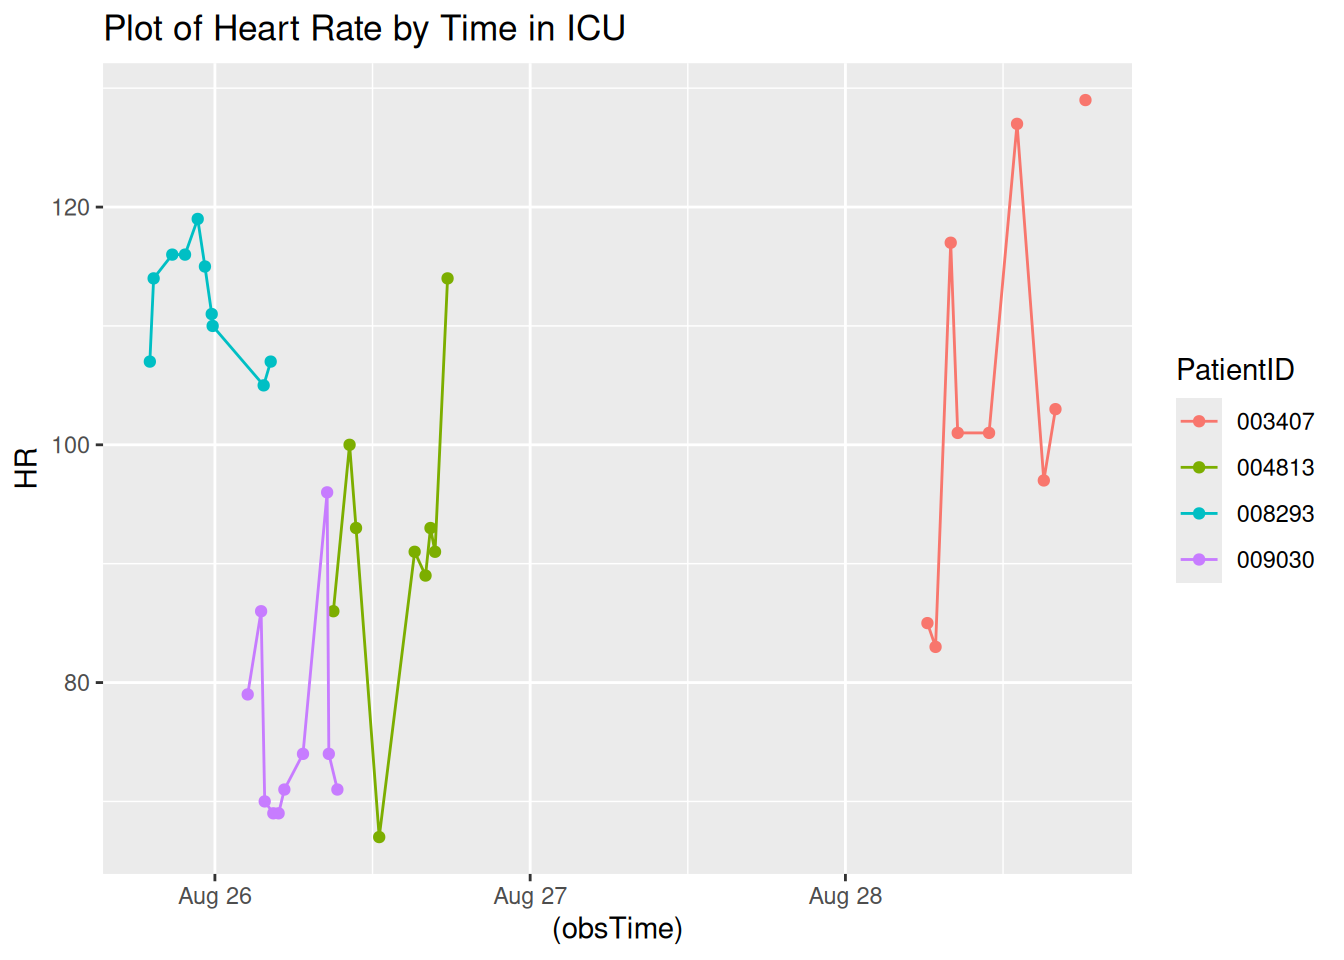 Plot of Heart Rate by Time in ICU
HR
120
100
80
Aug 26 Aug 27 Aug 28
(obsTime)
PatientID
003407
004813
008293
009030